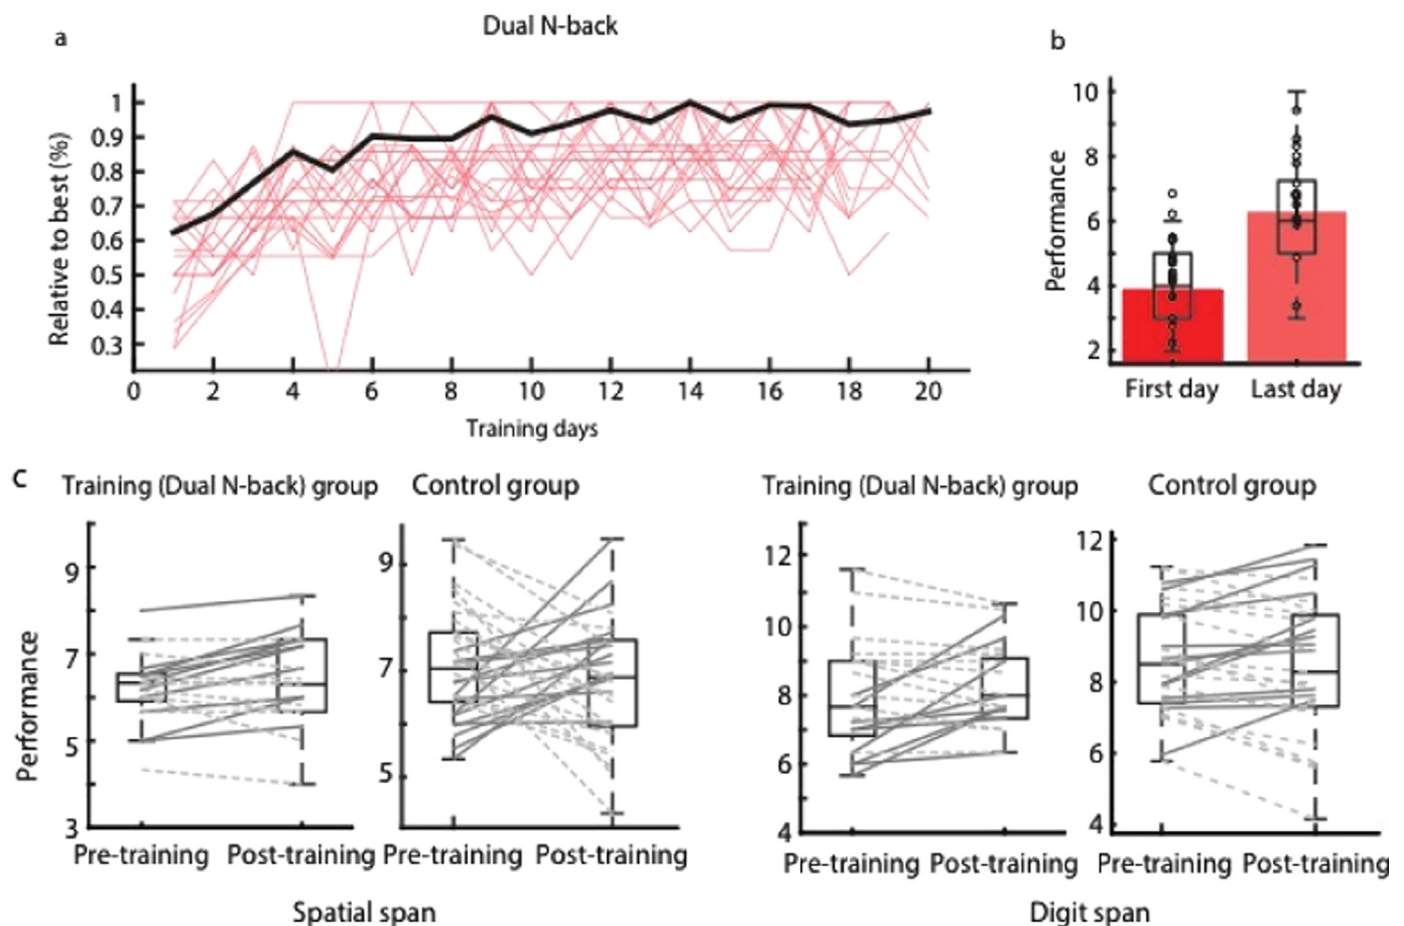 a
Dual N-back
b
Relative to best (%)
1
0.9
0.8
0.7
0.6
0.5
0.4
0.3
0 2 4 6 8 10 12 14 16 18 20
Training days
Performance
10
8
6
4
2
First day Last day
c
Training (Dual N-back) group
Control group
Training (Dual N-back) group
Control group
Performance
9
7
5
3
Pre-training Post-training
9
7
5
Pre-training Post-training
Spatial span
12
10
8
6
4
Pre-training Post-training
12
10
8
6
4
Pre-training Post-training
Digit span